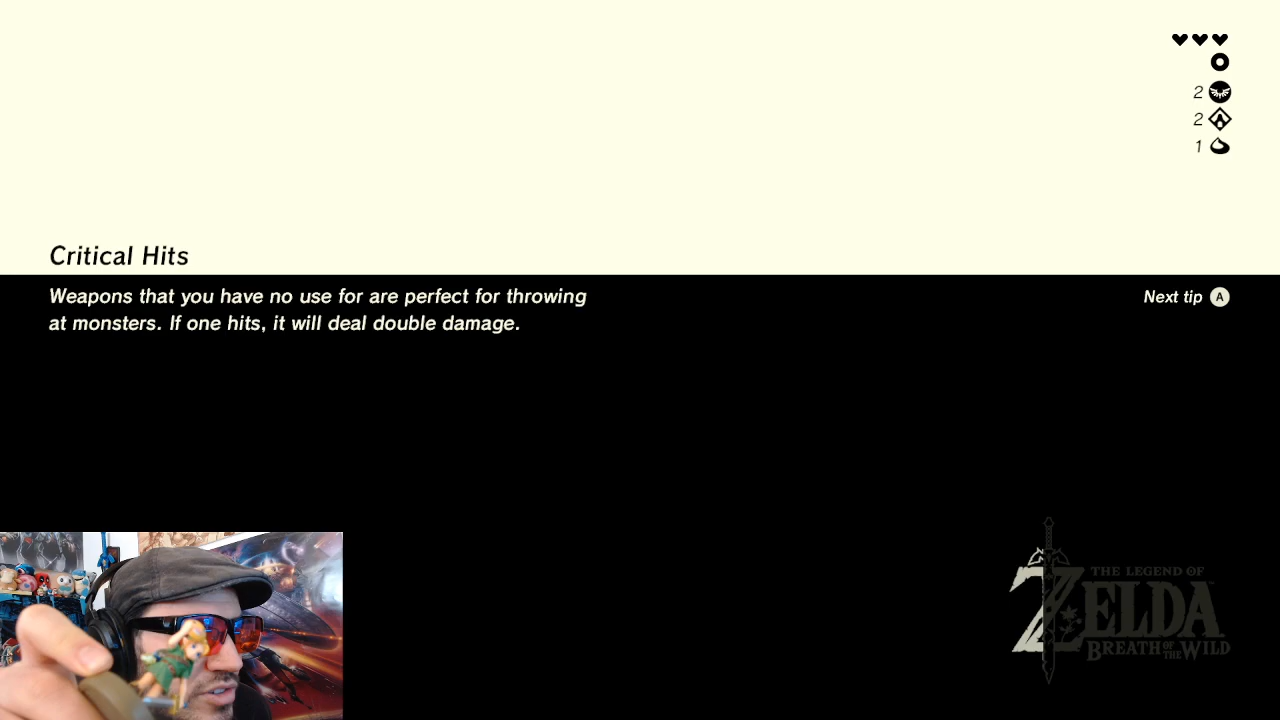 2
2
1
Critical Hits
Weapons that you have no use for are perfect for throwing
at monsters. If one hits, it will deal double damage.
Next tip A
THE LEGEND OF
ZELDA
BREATH OF THE WILD